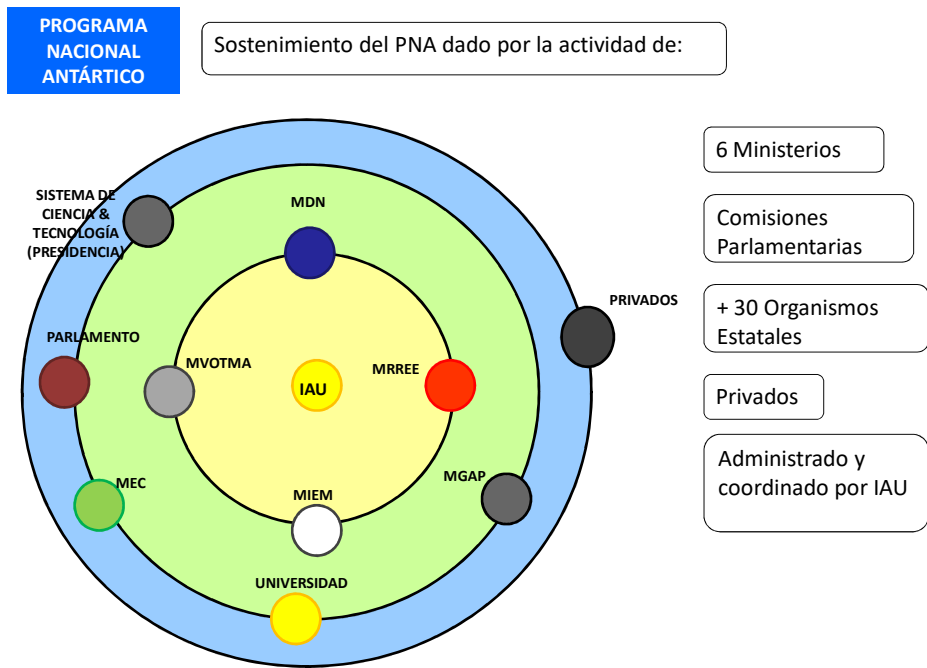 PROGRAMA
NACIONAL
ANTÁRTICO
Sostenimiento del PNA dado por la actividad de:
6 Ministerios
SISTEMA DE
CIENCIA &
TECNOLOGÍA
(PRESIDENCIA)
MDN
Comisiones
Parlamentarias
PRIVADOS
+ 30 Organismos
Estatales
PARLAMENTO
MVOTMA
MRREE
IAU
Privados
MEC
MGAP
MIEM
Administrado y
coordinado por IAU
UNIVERSIDAD